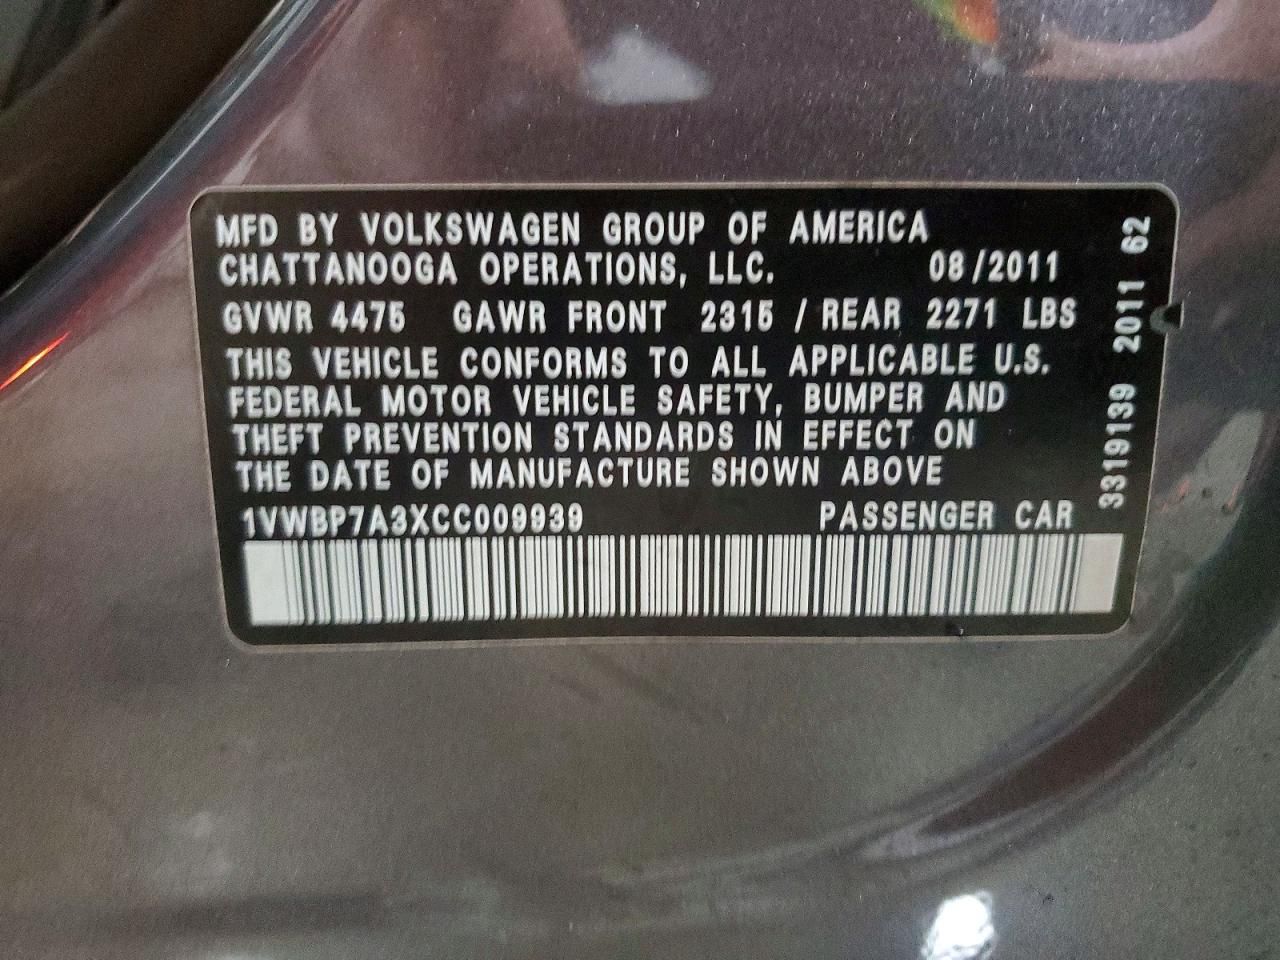 MFD BY VOLKSWAGEN GROUP OF AMERICA
CHATTANOOGA OPERATIONS, LLC. 08/2011
GVWR 4475 GAWR FRONT 2315 / REAR 2271 LBS
THIS VEHICLE CONFORMS TO ALL APPLICABLE U.S.
FEDERAL MOTOR VEHICLE SAFETY, BUMPER AND
THEFT PREVENTION STANDARDS IN EFFECT ON
THE DATE OF MANUFACTURE SHOWN ABOVE
1VWBP7A3XCC009939 PASSENGER CAR
3319139 2011 62